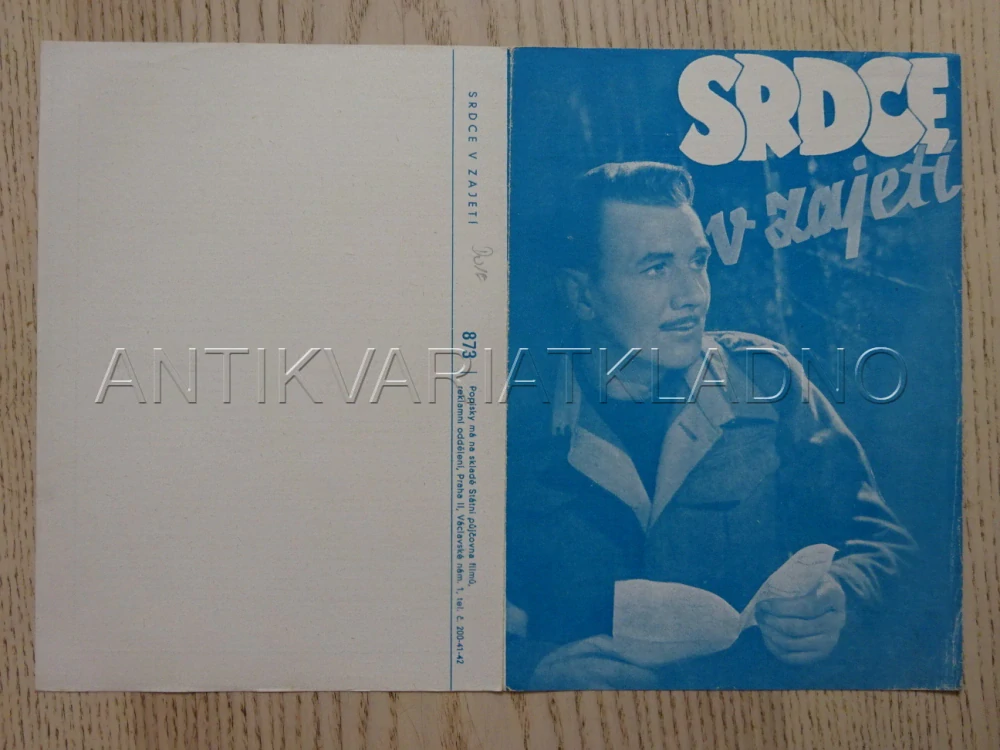 SRDCE
v zajetí
SRDCE V ZAJETÍ
873
Popisky má na skladě Státní půjčovna filmů,
reklamní oddělení, Praha II, Václavské nám. 1, tel. č. 200-41-42
ANTIKVARIATKLADNO